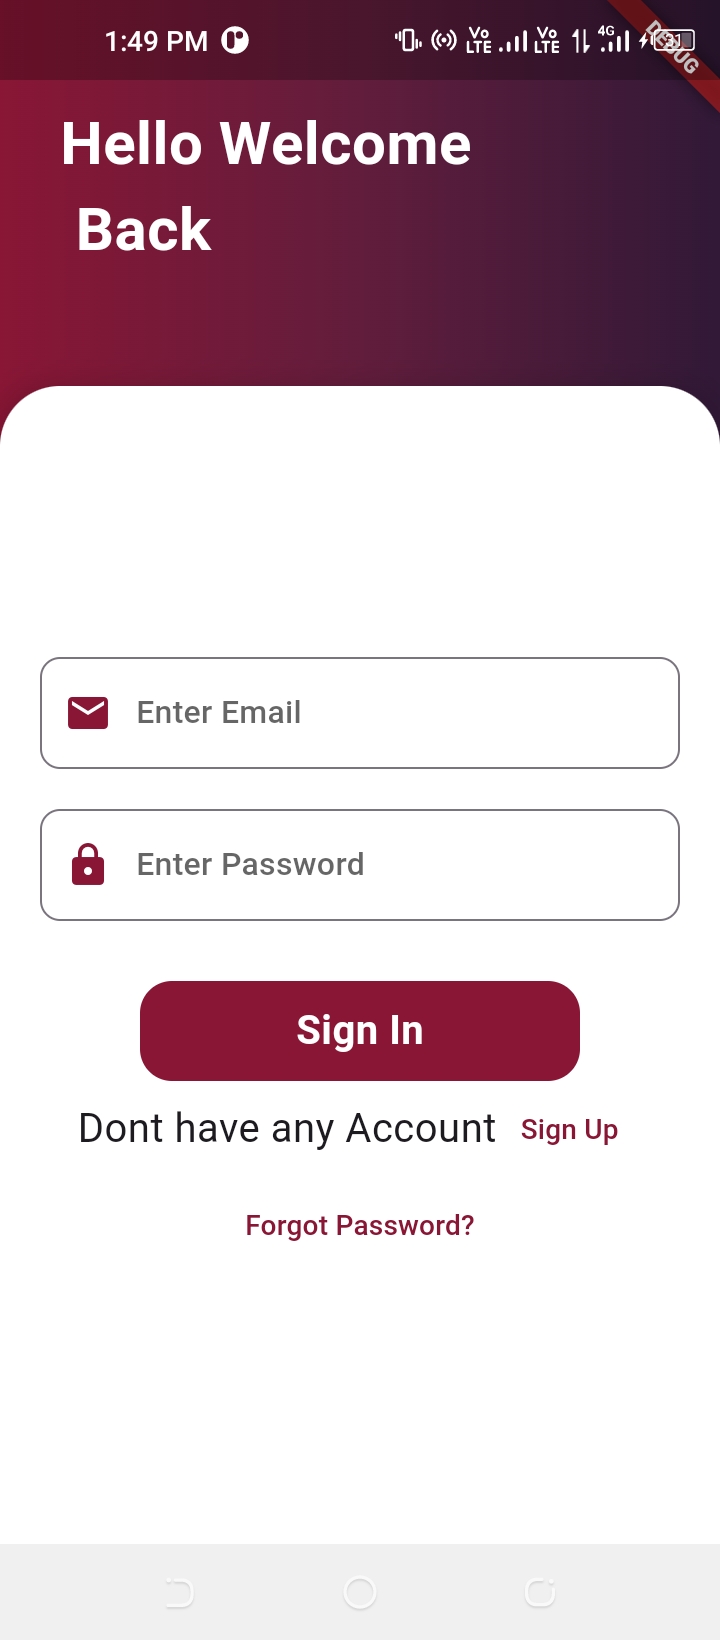 1:49 PM
Vo LTE
Vo LTE
4G
31
DEBUG
Hello Welcome
Back
Enter Email
Enter Password
Sign In
Dont have any Account Sign Up
Forgot Password?